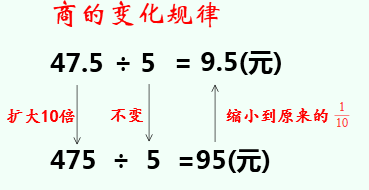 商的变化规律
47.5 ÷ 5 = 9.5(元)
扩大10倍 不变 缩小到原来的 1/10
475 ÷ 5 =95(元)